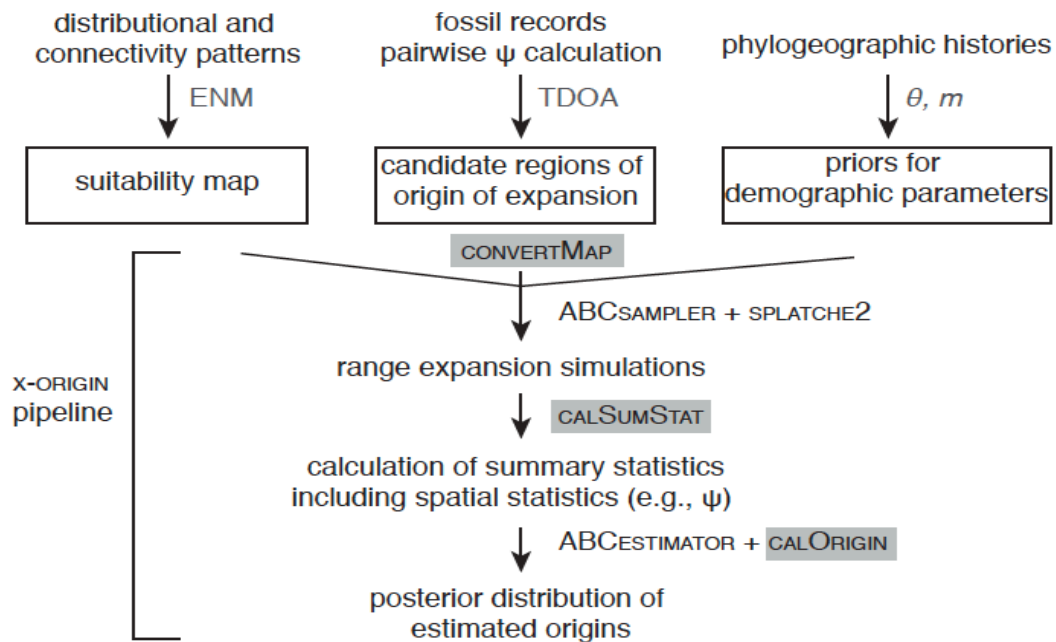 distributional and
connectivity patterns
ENM
suitability map
fossil records
pairwise ψ calculation
TDOA
candidate regions of
origin of expansion
phylogeographic histories
θ, m
priors for
demographic parameters
CONVERTMAP
ABCSAMPLER + SPLATCHE2
range expansion simulations
X-ORIGIN
pipeline
CALSUMSTAT
calculation of summary statistics
including spatial statistics (e.g., ψ)
ABCESTIMATOR + CALORIGIN
posterior distribution of
estimated origins